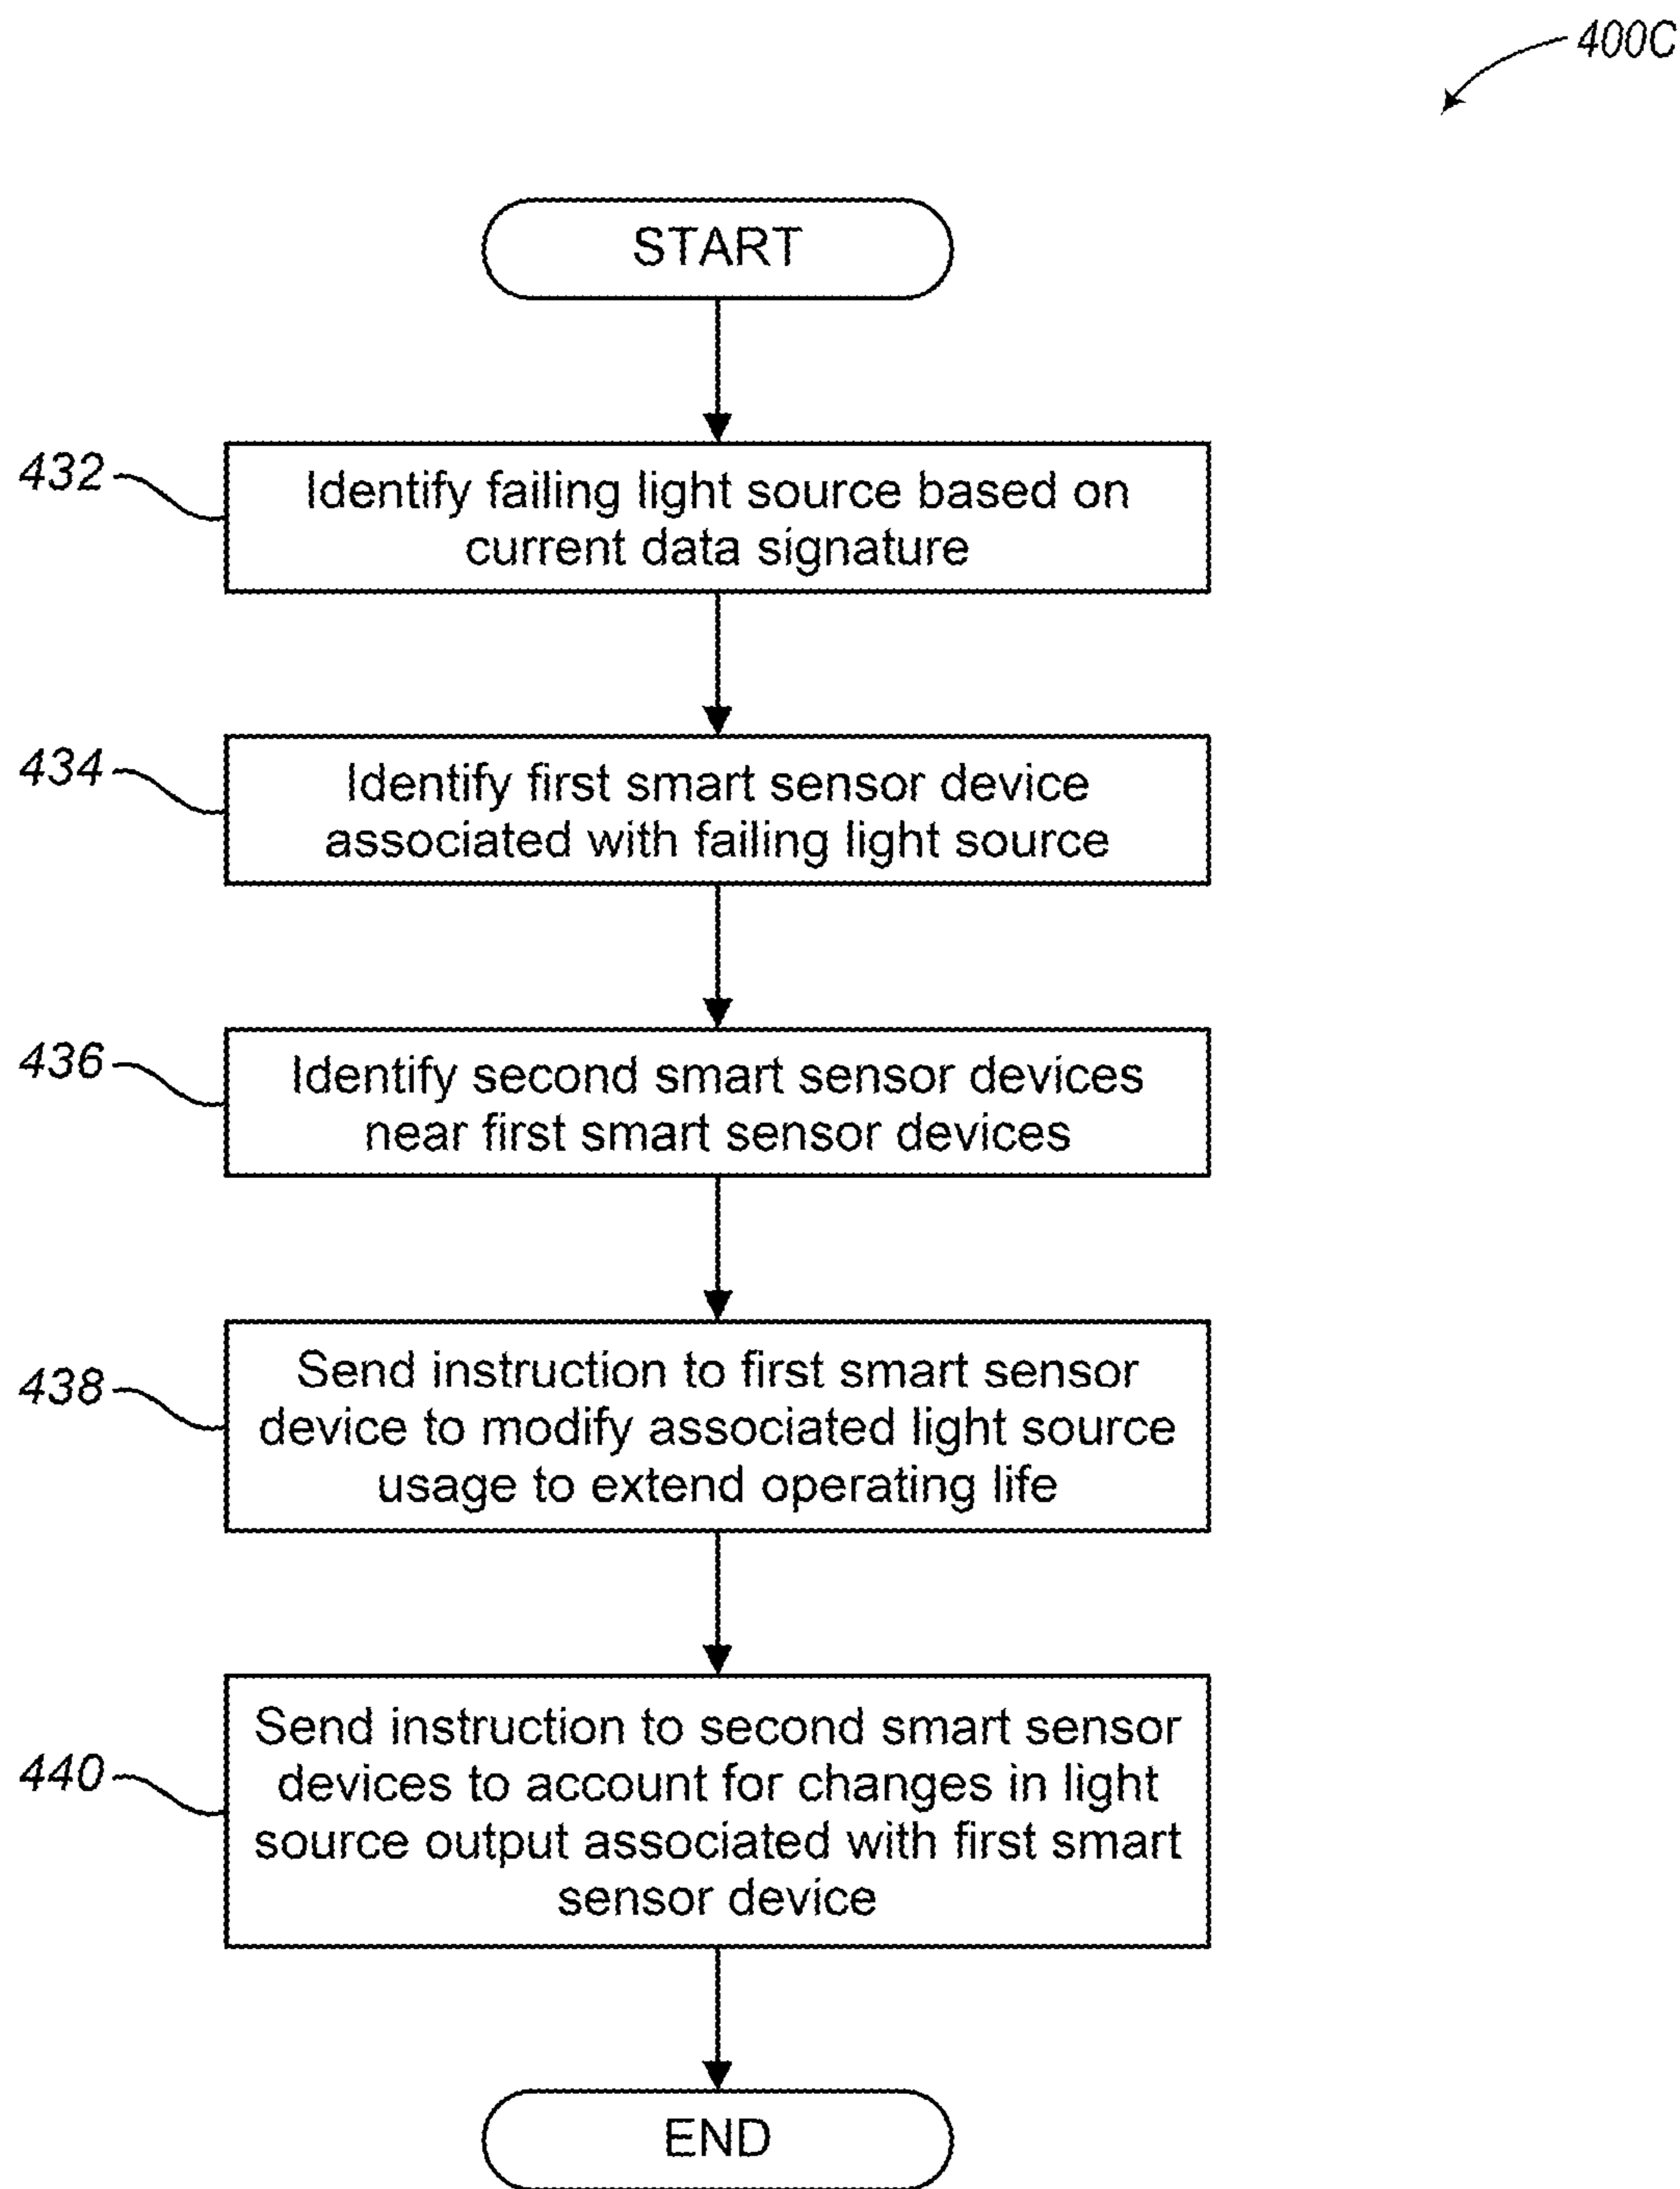 400C
START
432
Identify failing light source based on
current data signature
434
Identify first smart sensor device
associated with failing light source
436
Identify second smart sensor devices
near first smart sensor devices
438
Send instruction to first smart sensor
device to modify associated light source
usage to extend operating life
440
Send instruction to second smart sensor
devices to account for changes in light
source output associated with first smart
sensor device
END